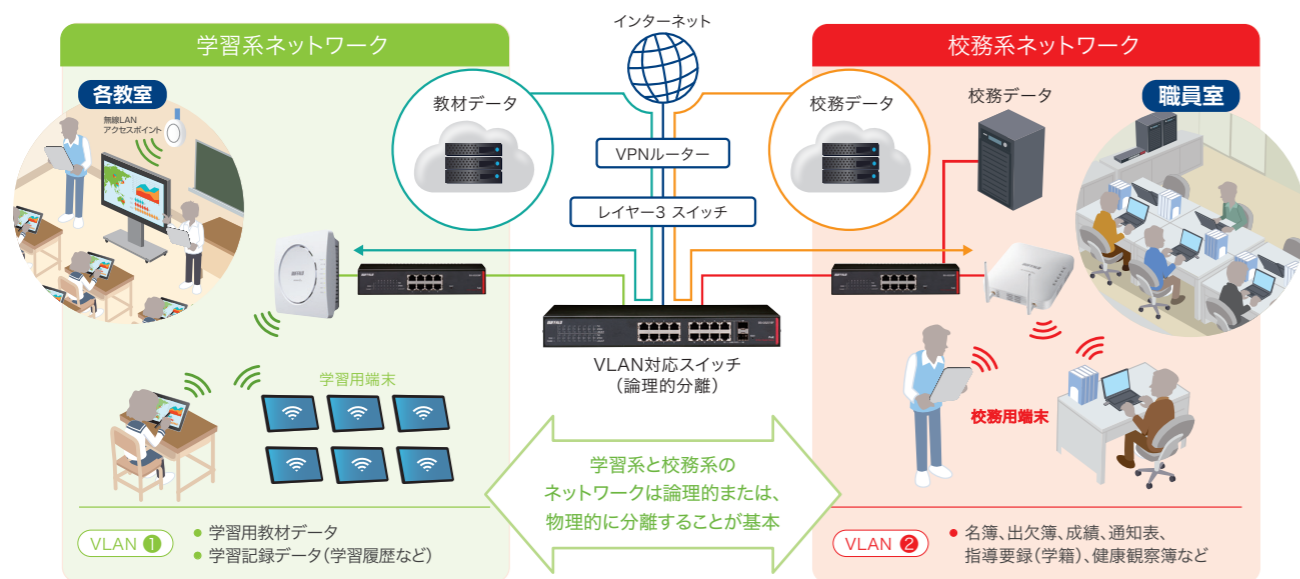 インターネット
学習系ネットワーク
校務系ネットワーク
各教室
無線LAN
アクセスポイント
教材データ
校務データ
校務データ
職員室
VPNルーター
レイヤー3 スイッチ
BUFFALO
VLAN対応スイッチ
（論理的分離）
学習用端末
校務用端末
学習系と校務系の
ネットワークは論理的または、
物理的に分離することが基本
VLAN ❶
● 学習用教材データ
● 学習記録データ（学習履歴など）
VLAN ❷
● 名簿、出欠簿、成績、通知表、
指導要録（学籍）、健康観察簿など